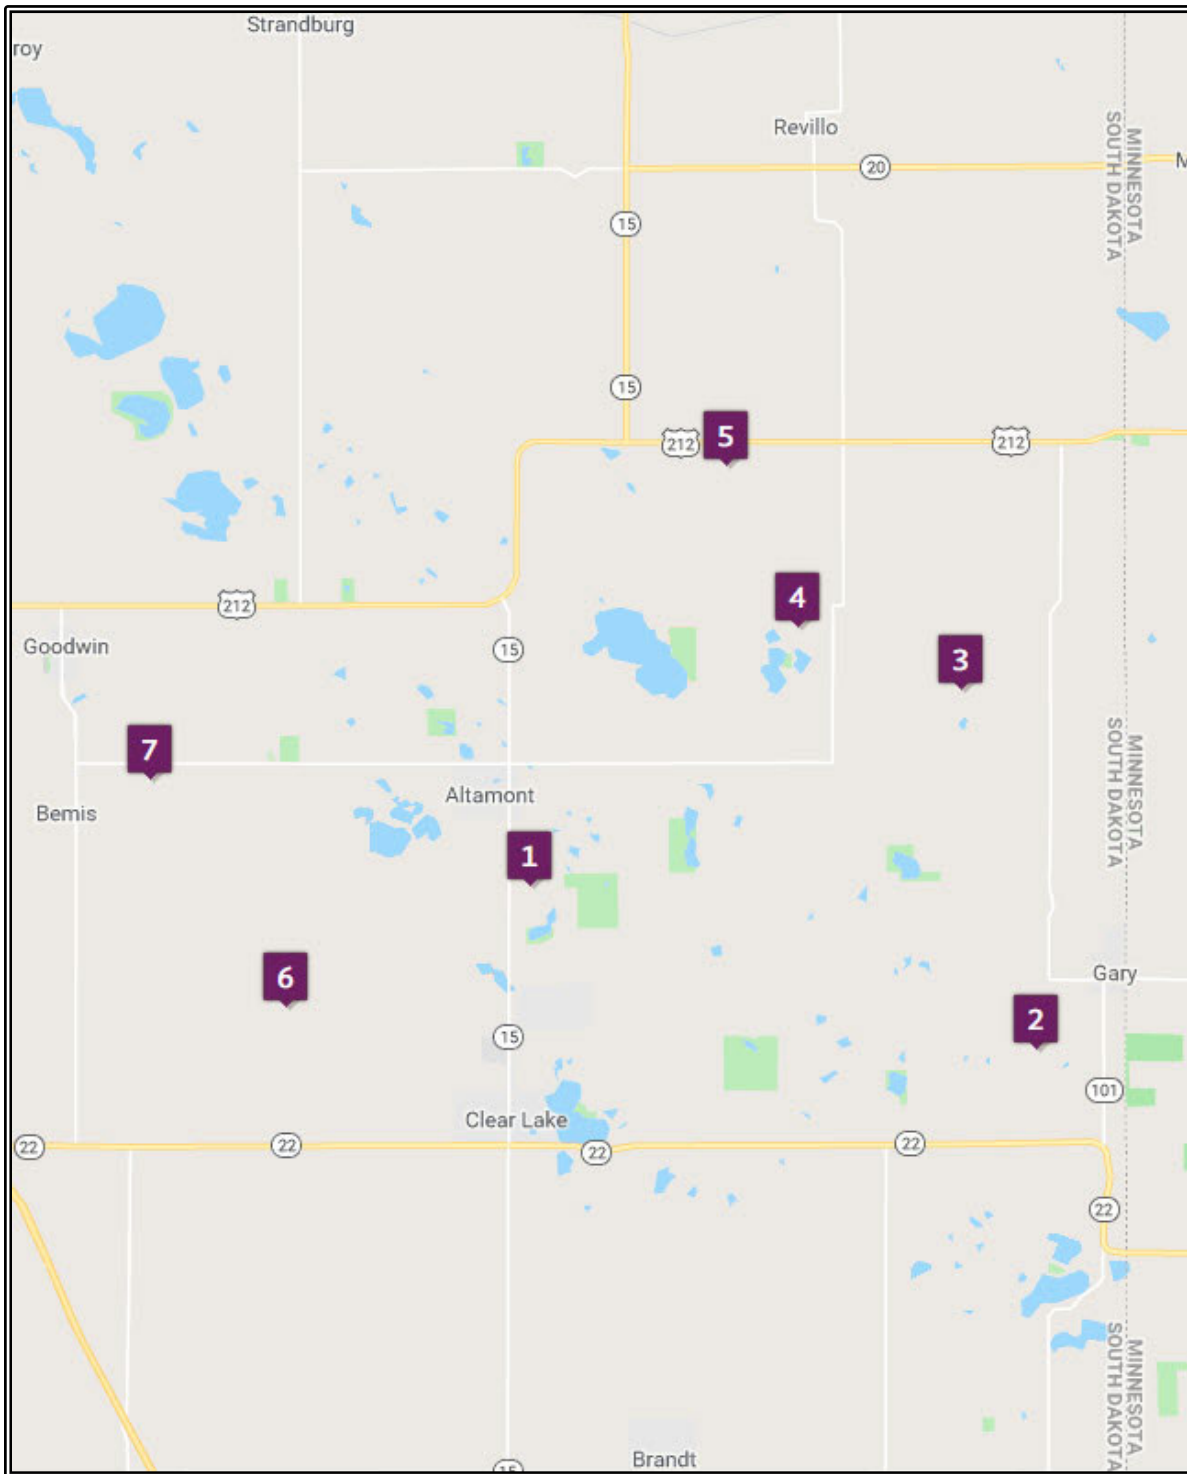 Strandburg
roy
Revillo
MINNESOTA
SOUTH DAKOTA
M
20
15
15
5
212
212
4
212
Goodwin
15
3
7
MINNESOTA
SOUTH DAKOTA
Altamont
Bemis
1
6
Gary
2
15
101
Clear Lake
22
22
22
22
22
MINNESOTA
SOUTH DAKOTA
Brandt
15